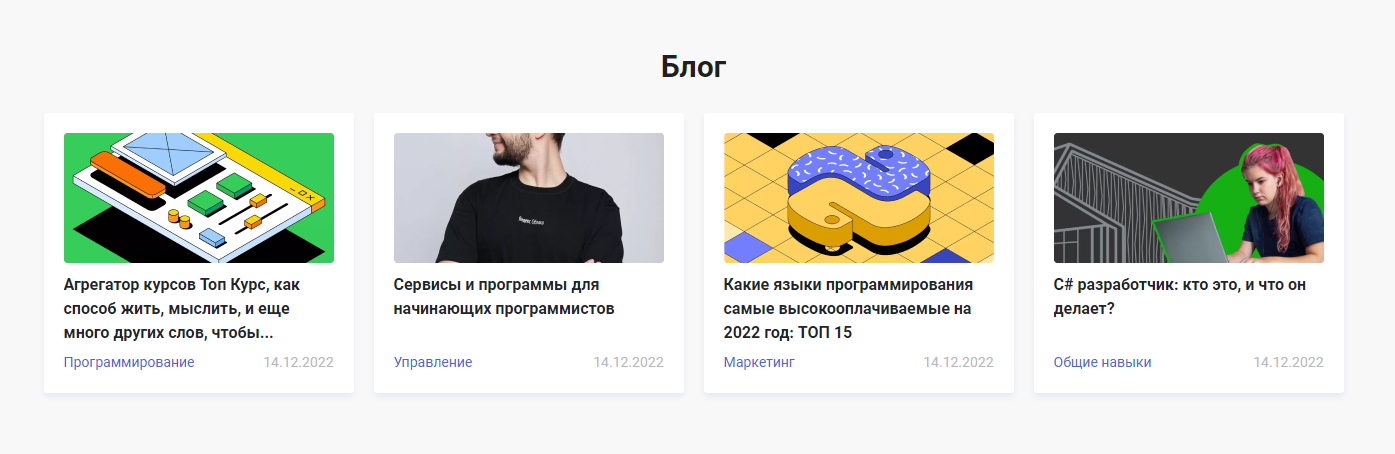 Блог
Агрегатор курсов Топ Курс, как
способ жить, мыслить, и еще
много других слов, чтобы...
Программирование 14.12.2022
Яндекс Облако
Сервисы и программы для
начинающих программистов
Управление 14.12.2022
Какие языки программирования
самые высокооплачиваемые на
2022 год: ТОП 15
Маркетинг 14.12.2022
C# разработчик: кто это, и что он
делает?
Общие навыки 14.12.2022